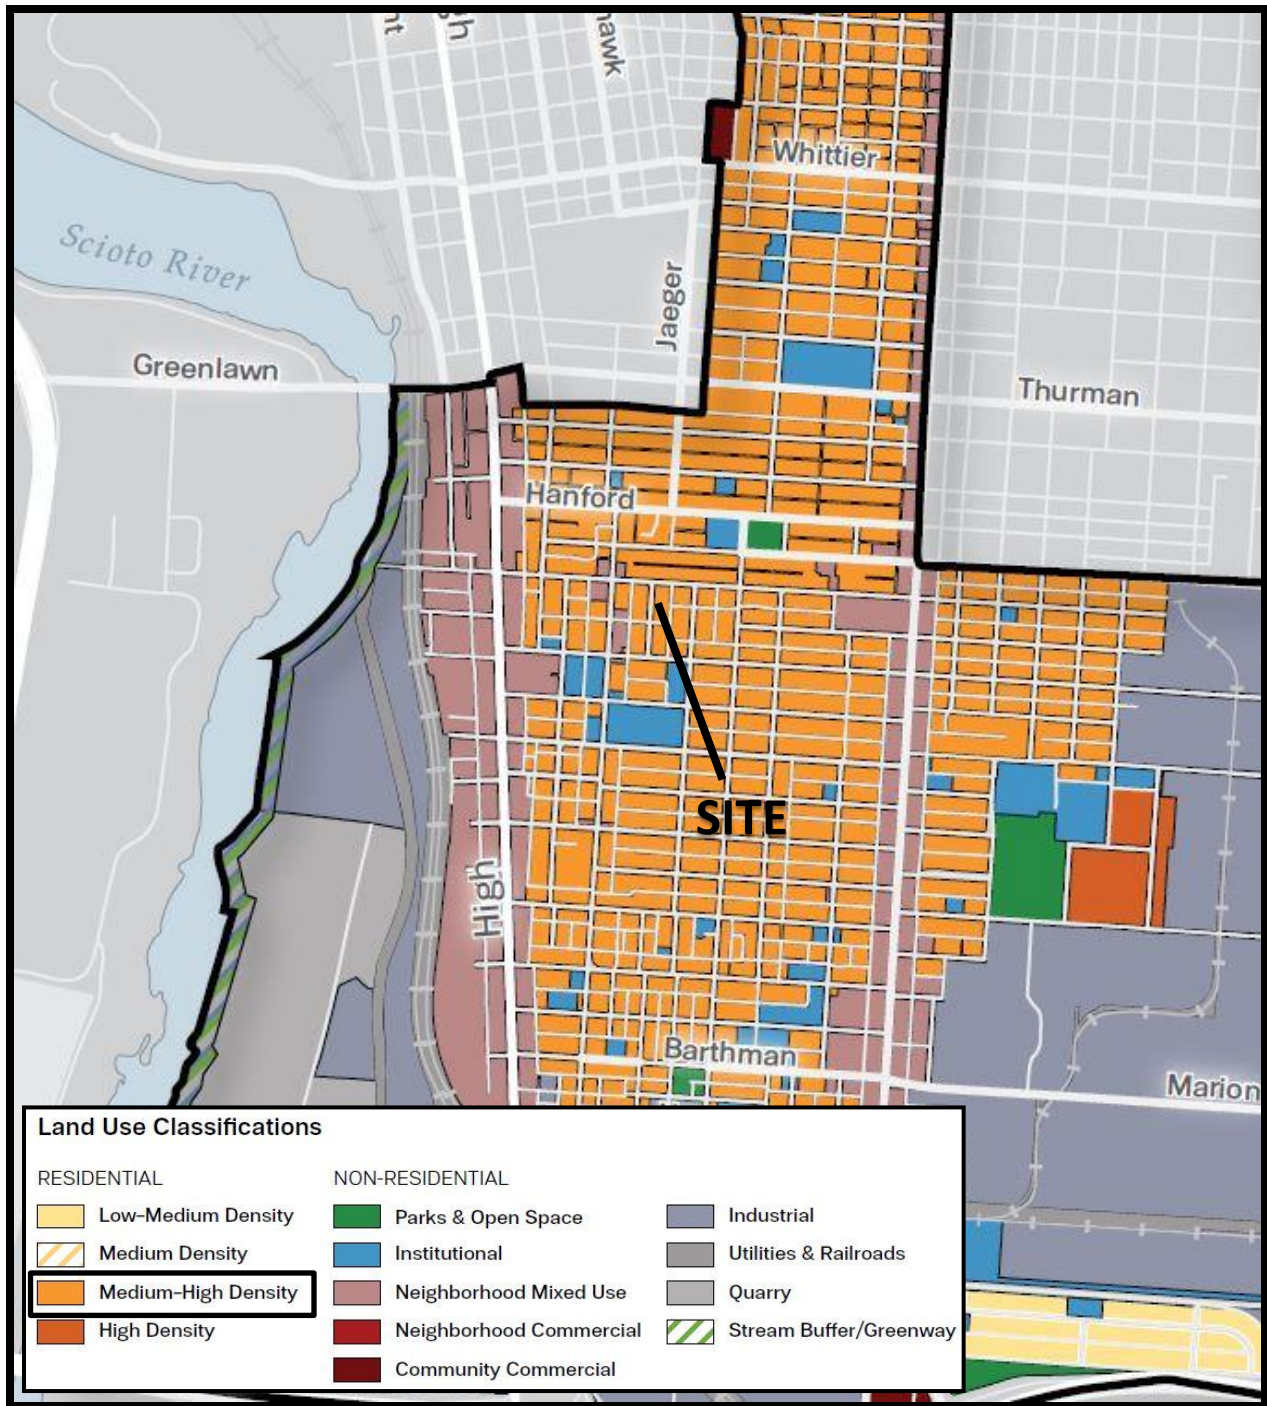 hawk
Whittier
Scioto River
Jaeger
Greenlawn
Thurman
Hanford
SITE
High
Barthman
Marion
Land Use Classifications
RESIDENTIAL
Low-Medium Density
Medium Density
Medium-High Density
High Density
NON-RESIDENTIAL
Parks & Open Space
Institutional
Neighborhood Mixed Use
Neighborhood Commercial
Community Commercial
Industrial
Utilities & Railroads
Quarry
Stream Buffer/Greenway